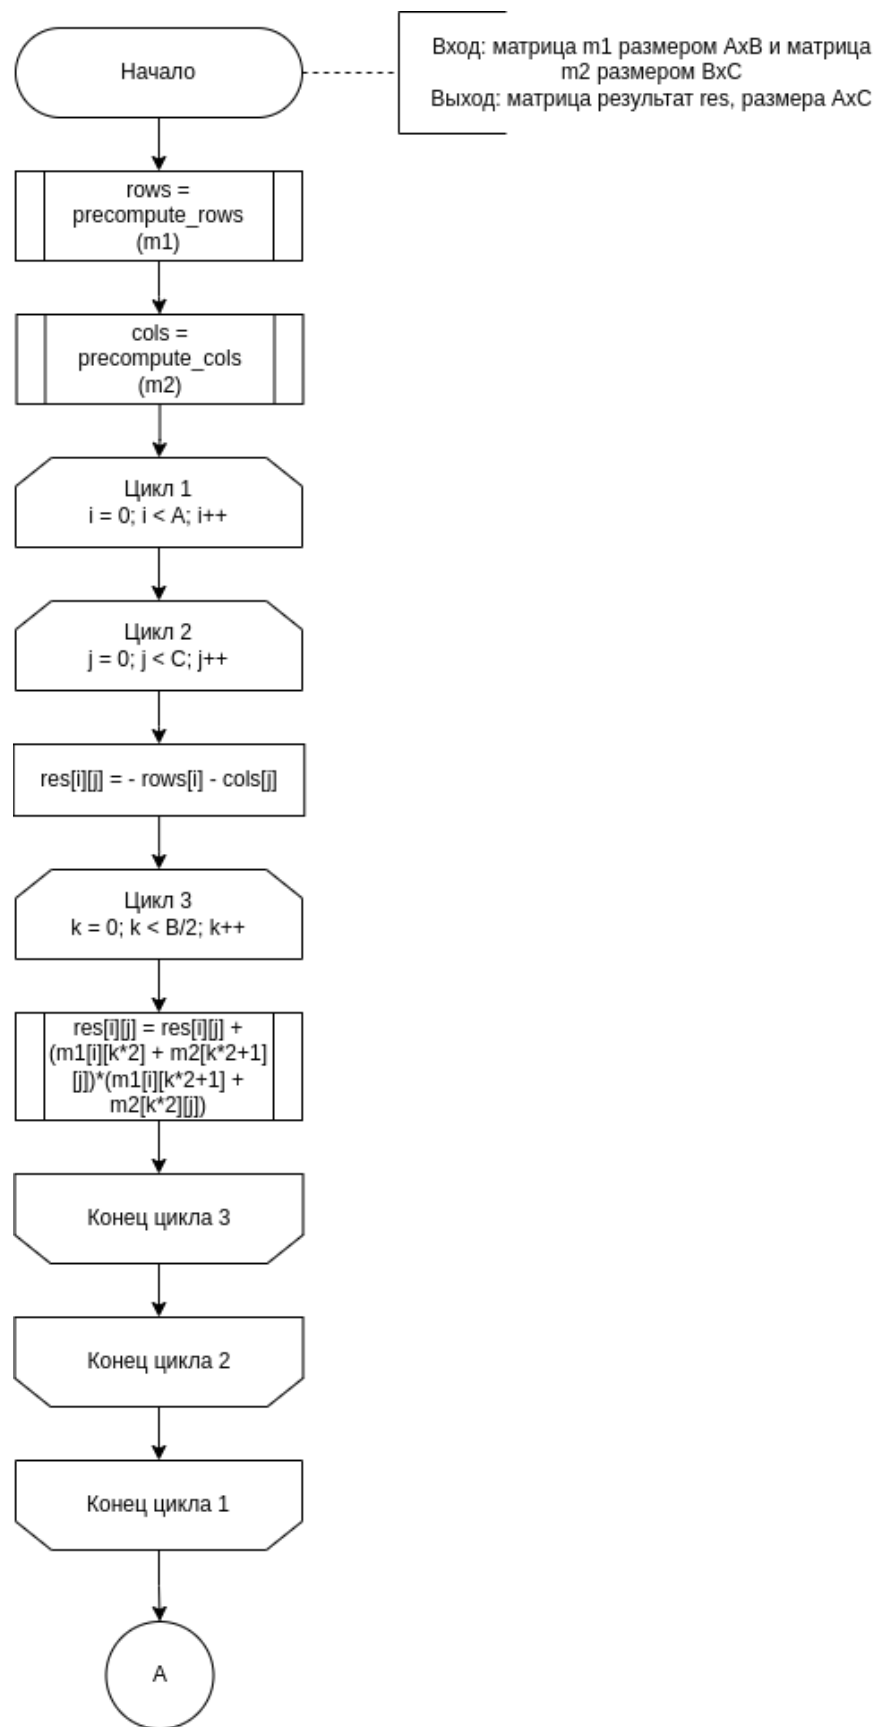 Начало
Вход: матрица m1 размером AxB и матрица
m2 размером BxC
Выход: матрица результат res, размера AxC
rows =
precompute_rows
(m1)
cols =
precompute_cols
(m2)
Цикл 1
i = 0; i < A; i++
Цикл 2
j = 0; j < C; j++
res[i][j] = - rows[i] - cols[j]
Цикл 3
k = 0; k < B/2; k++
res[i][j] = res[i][j] +
(m1[i][k*2] + m2[k*2+1]
[j])*(m1[i][k*2+1] +
m2[k*2][j])
Конец цикла 3
Конец цикла 2
Конец цикла 1
A